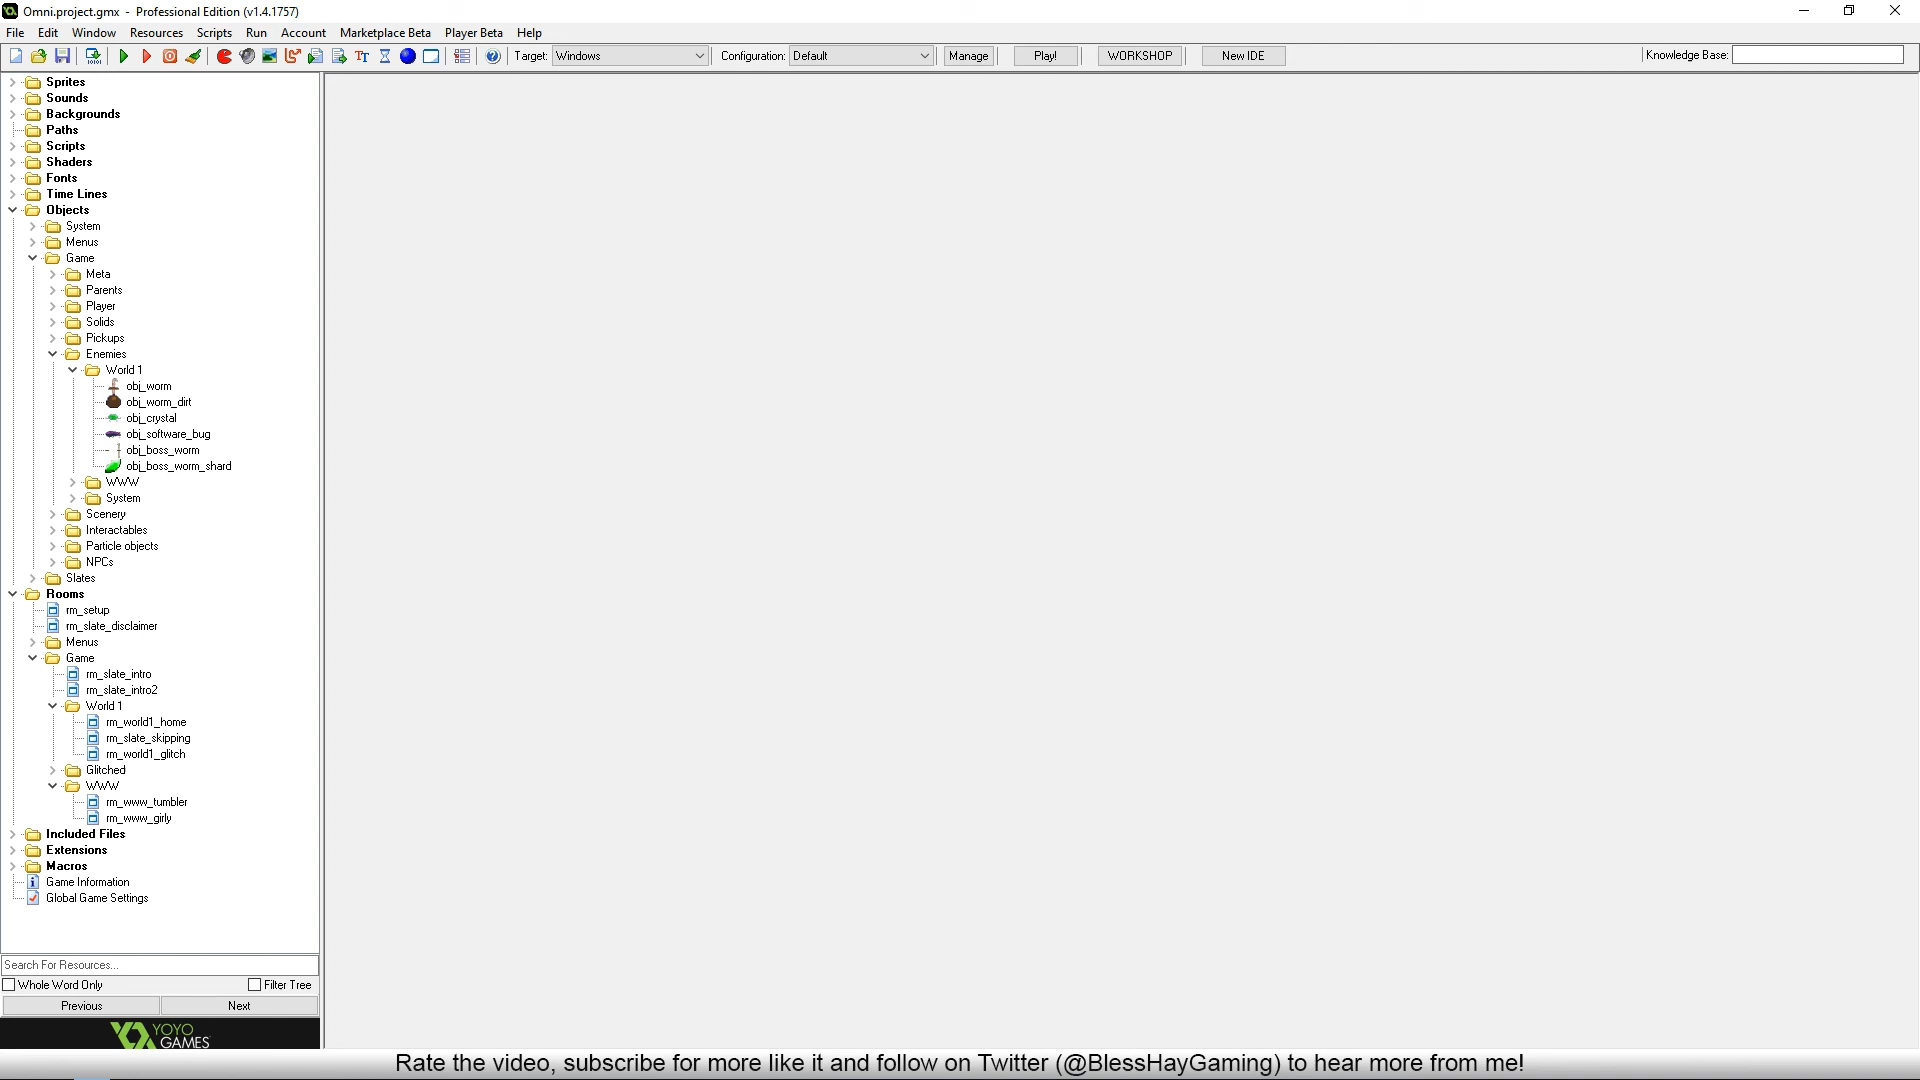 Omni.project.gmx - Professional Edition (v1.4.1757)
File Edit Window Resources Scripts Run Account Marketplace Beta Player Beta Help
Target: Windows Configuration: Default Manage Play! WORKSHOP New IDE Knowledge Base:
Sprites
Sounds
Backgrounds
Paths
Scripts
Shaders
Fonts
Time Lines
Objects
System
Menus
Game
Meta
Parents
Player
Solids
Pickups
Enemies
World 1
obj_worm
obj_worm_dirt
obj_crystal
obj_software_bug
obj_boss_worm
obj_boss_worm_shard
WWW
System
Scenery
Interactables
Particle objects
NPCs
Slates
Rooms
rm_setup
rm_slate_disclaimer
Menus
Game
rm_slate_intro
rm_slate_intro2
World 1
rm_world1_home
rm_slate_skipping
rm_world1_glitch
Glitched
WWW
rm_www_tumbler
rm_www_girly
Included Files
Extensions
Macros
Game Information
Global Game Settings
Search For Resources...
Whole Word Only Filter Tree
Previous Next
YOYO
GAMES
Rate the video, subscribe for more like it and follow on Twitter (@BlessHayGaming) to hear more from me!